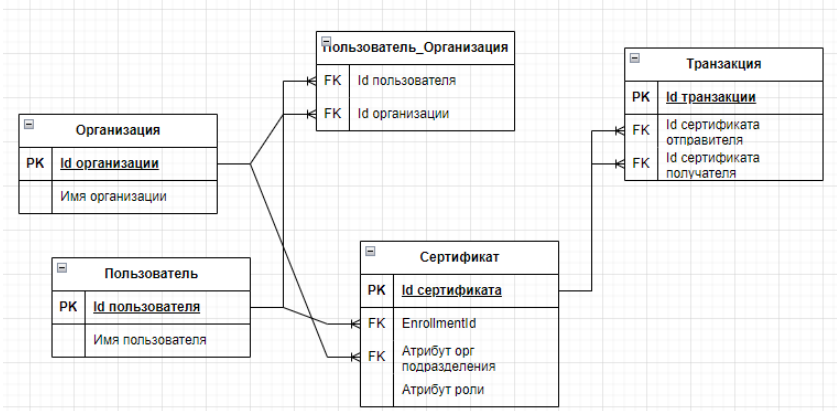 Пользователь_Организация
FK Id пользователя
FK Id организации
Транзакция
PK Id транзакции
FK Id сертификата
отправителя
FK Id сертификата
получателя
Организация
PK Id организации
Имя организации
Пользователь
PK Id пользователя
Имя пользователя
Сертификат
PK Id сертификата
FK EnrollmentId
FK Атрибут орг
подразделения
Атрибут роли